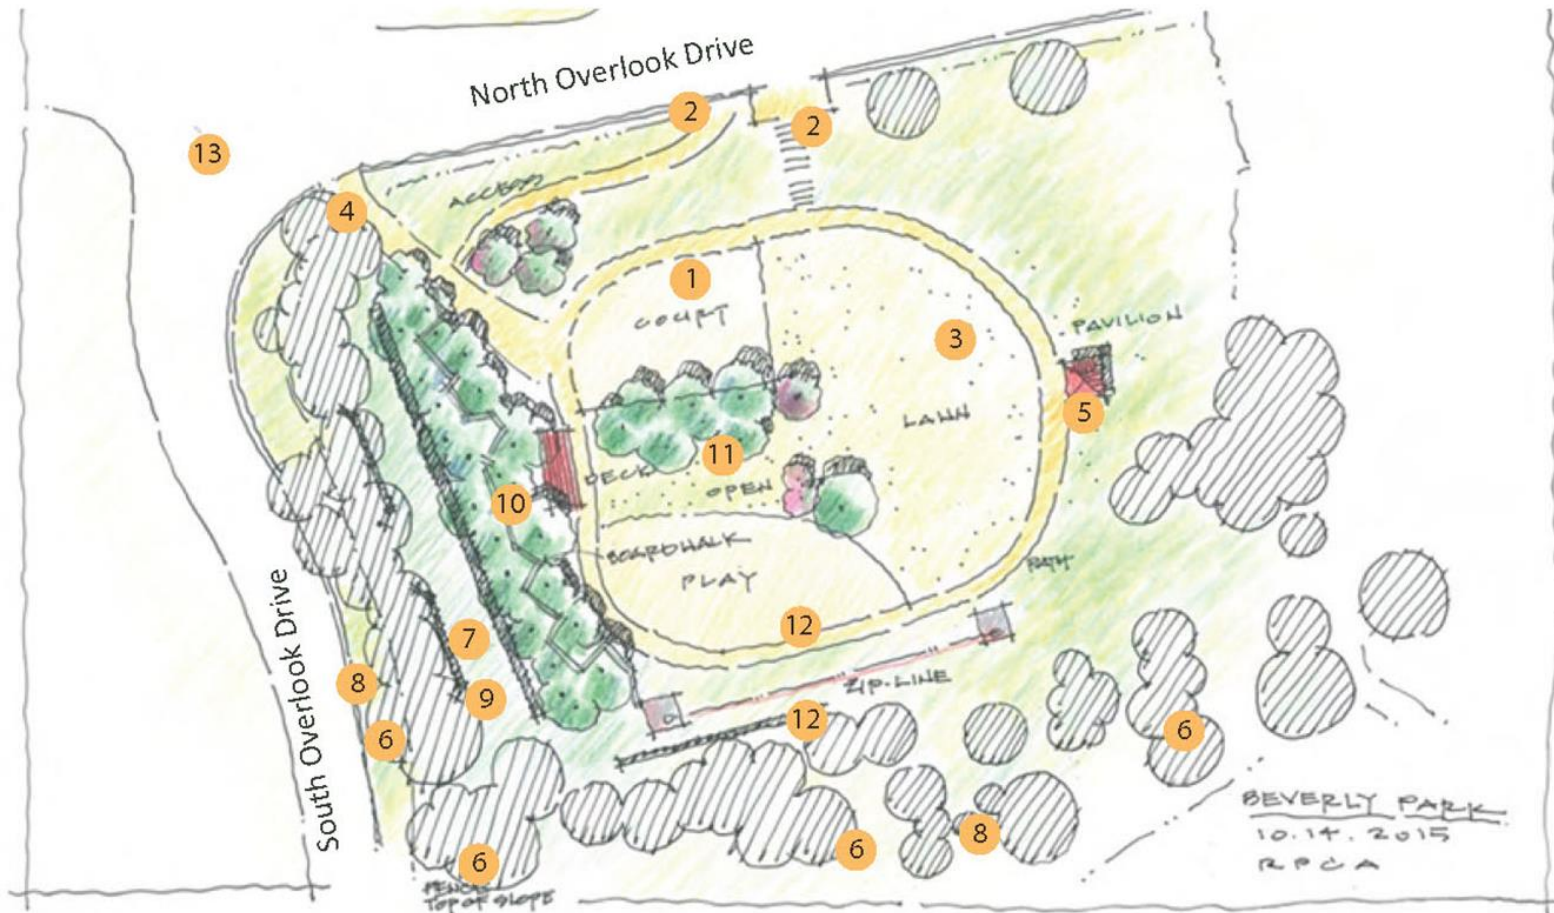 North Overlook Drive
2
2
13
ACCESS
4
1
COURT
3
PAVILION
5
LAWN
11
DECK
OPEN
10
BOARDWALK
PLAY
PATH
12
South Overlook Drive
7
ZIP-LINE
8
9
12
6
6
BEVERLY PARK
10.14.2015
RPCA
8
6
6
FENCE
TOP OF SLOPE